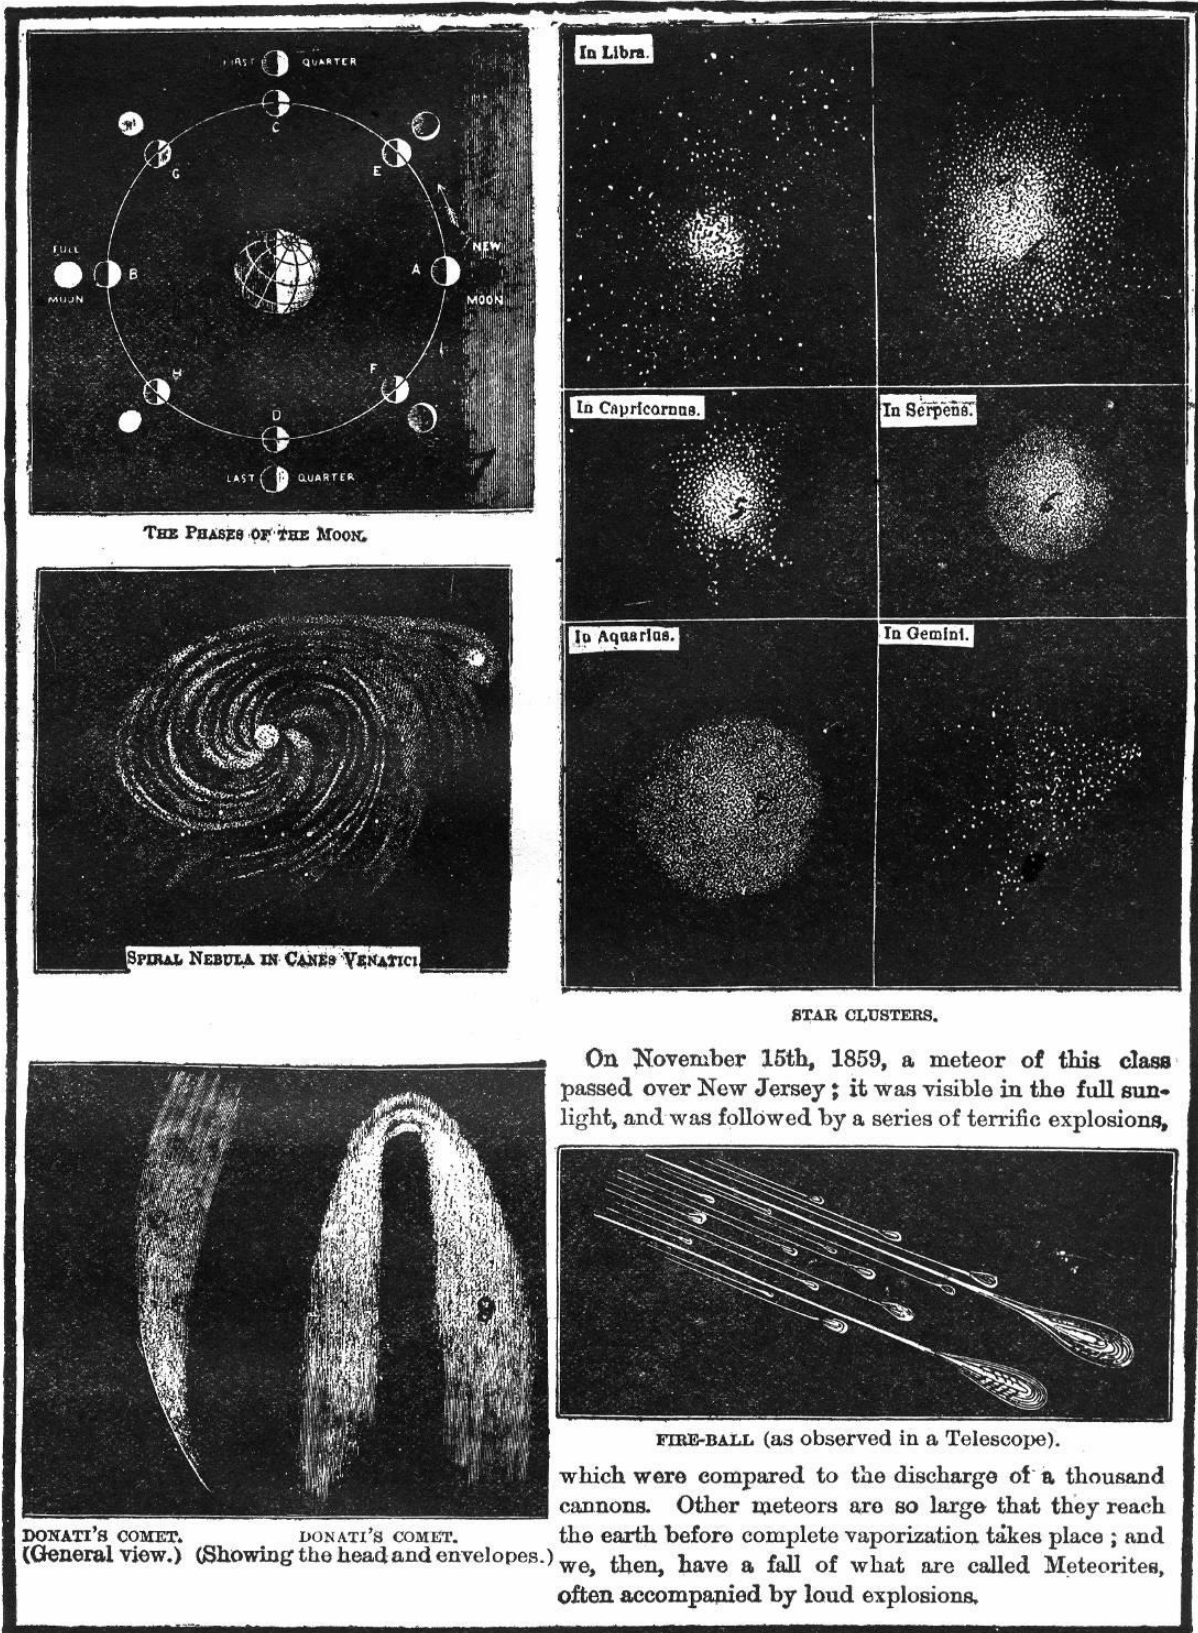 FIRST QUARTER
C
G
E
FULL
MOON
B
A
NEW
MOON
H
F
D
LAST QUARTER
THE PHASES OF THE MOON.
SPIRAL NEBULA IN CANES VENATICI
DONATI'S COMET.
(General view.)
DONATI'S COMET.
(Showing the head and envelopes.)
In Libra.
In Capricornus.
In Serpens.
In Aquarius.
In Gemini.
STAR CLUSTERS.
On November 15th, 1859, a meteor of this class
passed over New Jersey; it was visible in the full sun-
light, and was followed by a series of terrific explosions,
FIRE-BALL (as observed in a Telescope).
which were compared to the discharge of a thousand
cannons. Other meteors are so large that they reach
the earth before complete vaporization takes place; and
we, then, have a fall of what are called Meteorites,
often accompanied by loud explosions.